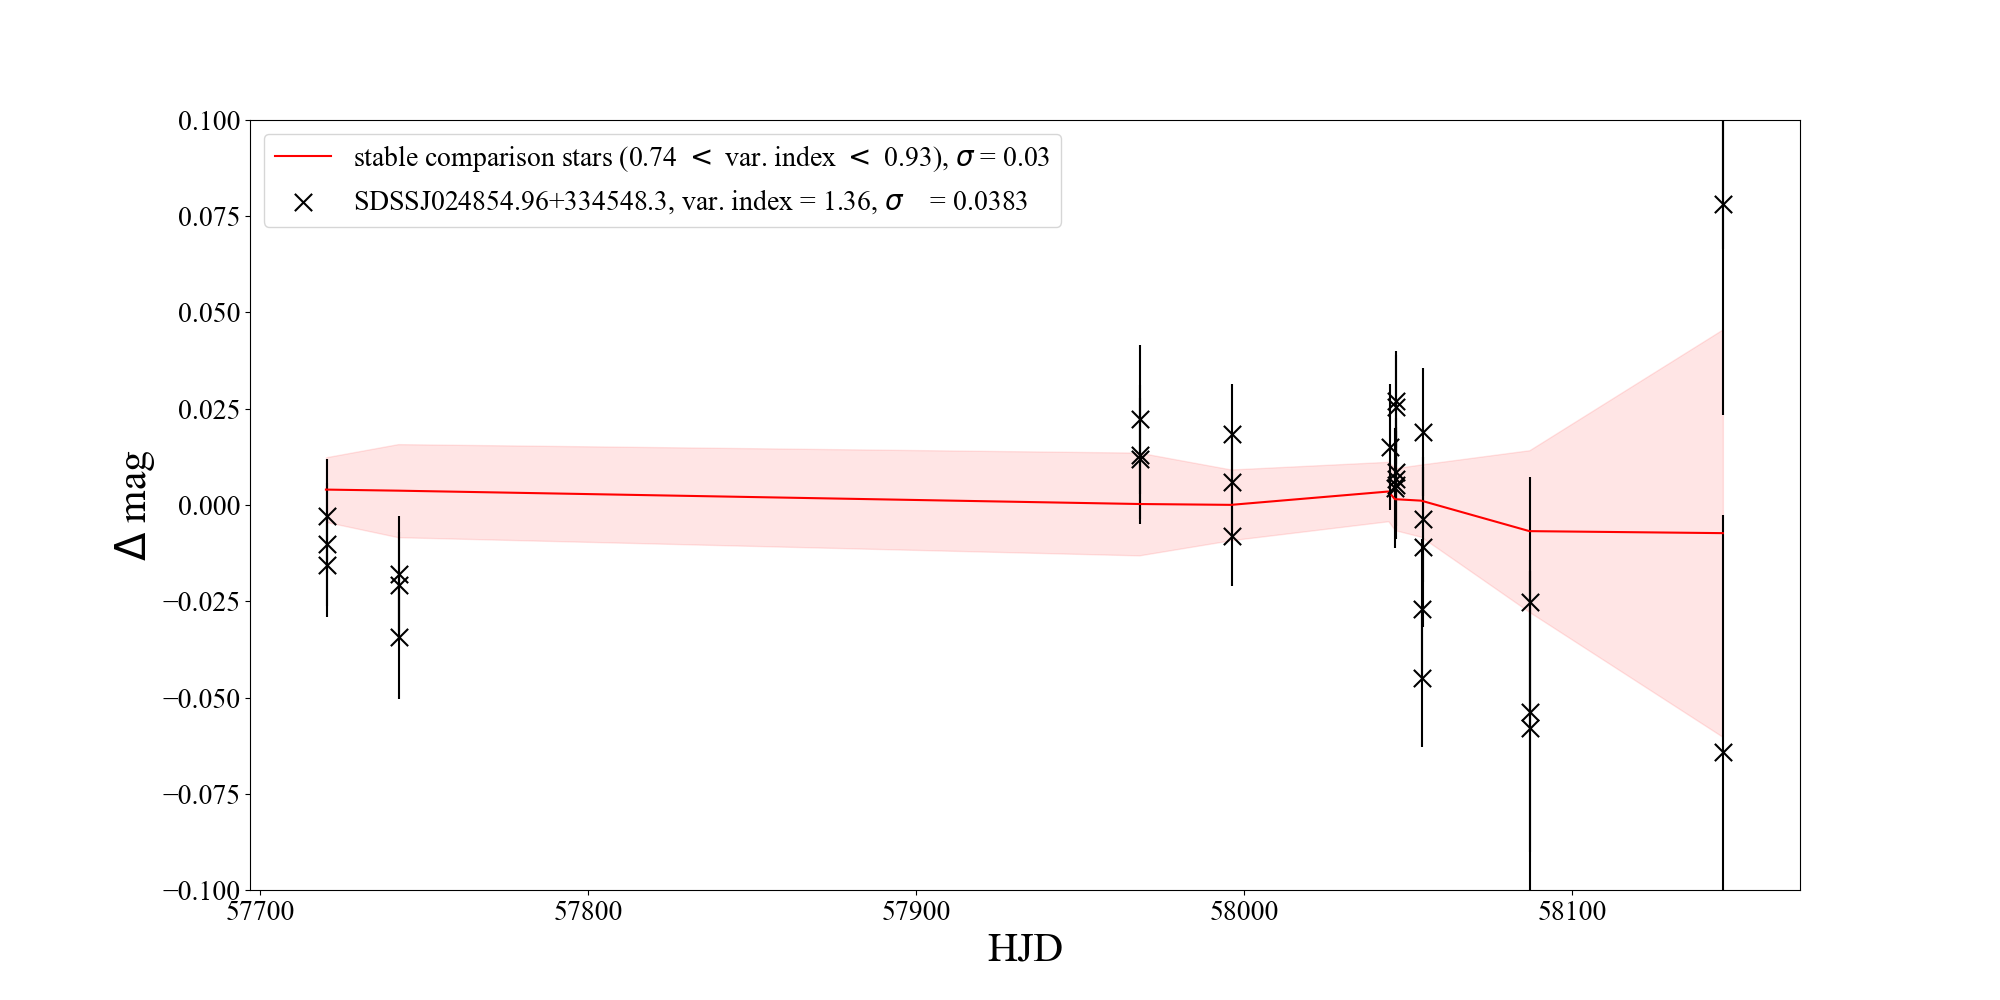 0.100
0.075
0.050
0.025
0.000
−0.025
−0.050
−0.075
−0.100
Δ mag
stable comparison stars (0.74 < var. index < 0.93), σ = 0.03
SDSSJ024854.96+334548.3, var. index = 1.36, σ = 0.0383
57700 57800 57900 58000 58100
HJD